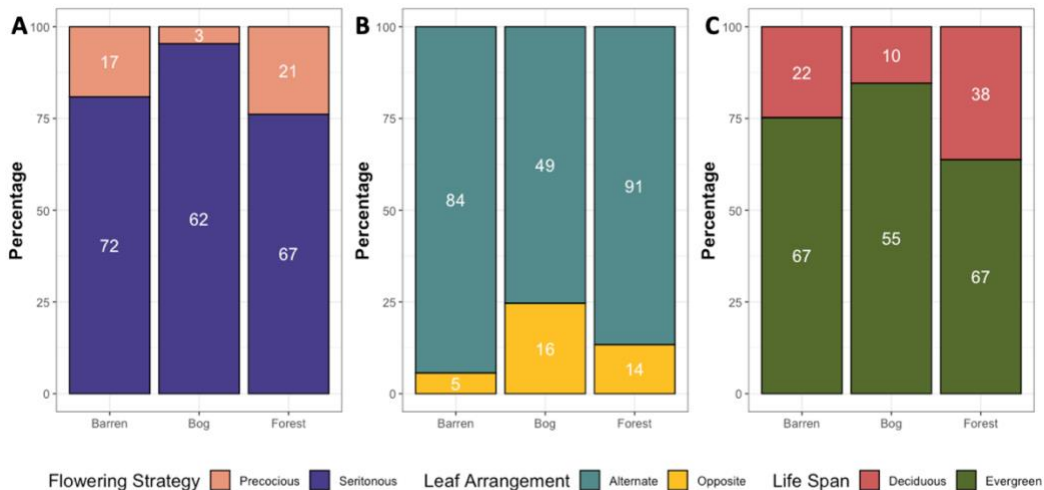 A
Percentage
100
75
50
25
0
17
3
21
72
62
67
Barren
Bog
Forest
B
Percentage
100
75
50
25
0
84
49
91
5
16
14
Barren
Bog
Forest
C
Percentage
100
75
50
25
0
22
10
38
67
55
67
Barren
Bog
Forest
Flowering Strategy Precocious Seritonous Leaf Arrangement Alternate Opposite Life Span Deciduous Evergreen